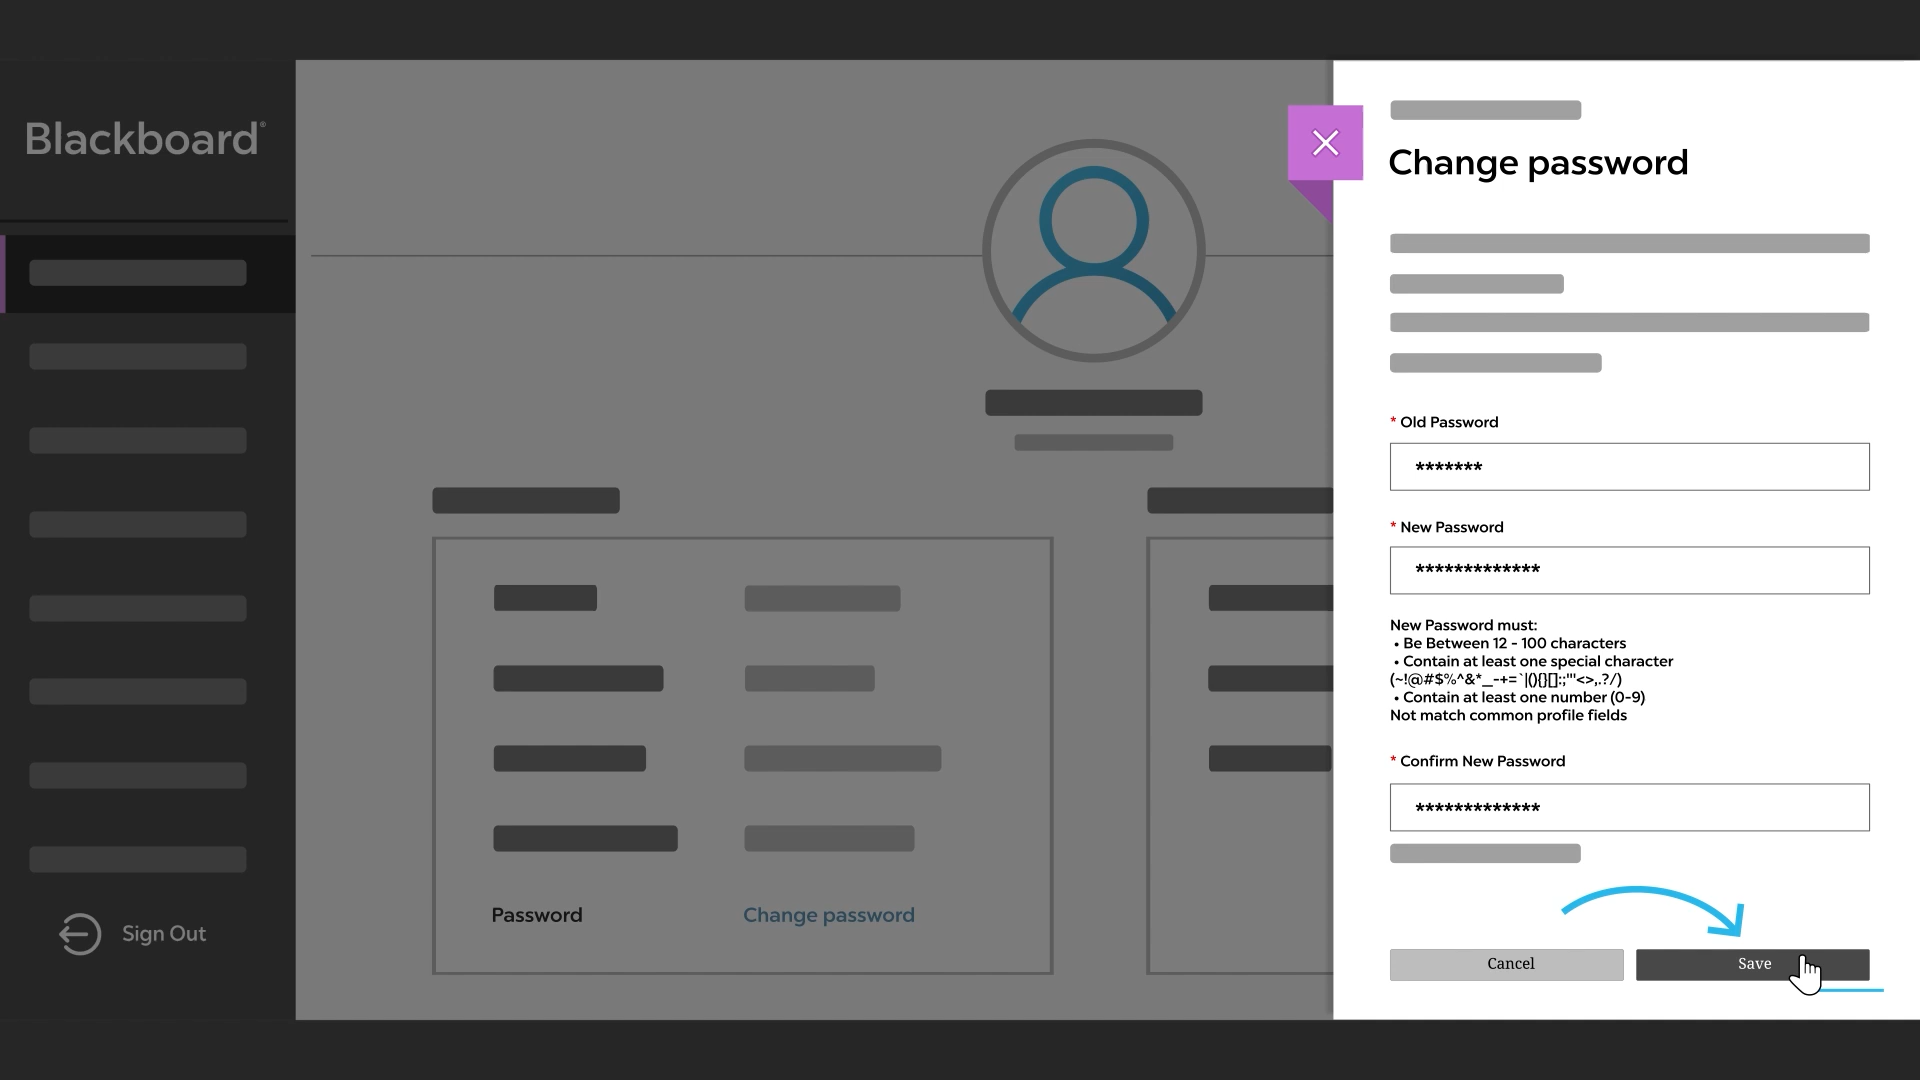 Blackboard®
Sign Out
Password
Change password
Change password
* Old Password
*******
* New Password
*************
New Password must:
• Be Between 12 - 100 characters
• Contain at least one special character
(~!@#$%^&*_-+=`|(){}[]:;"'<>,.?/)
• Contain at least one number (0-9)
Not match common profile fields
* Confirm New Password
*************
Cancel
Save